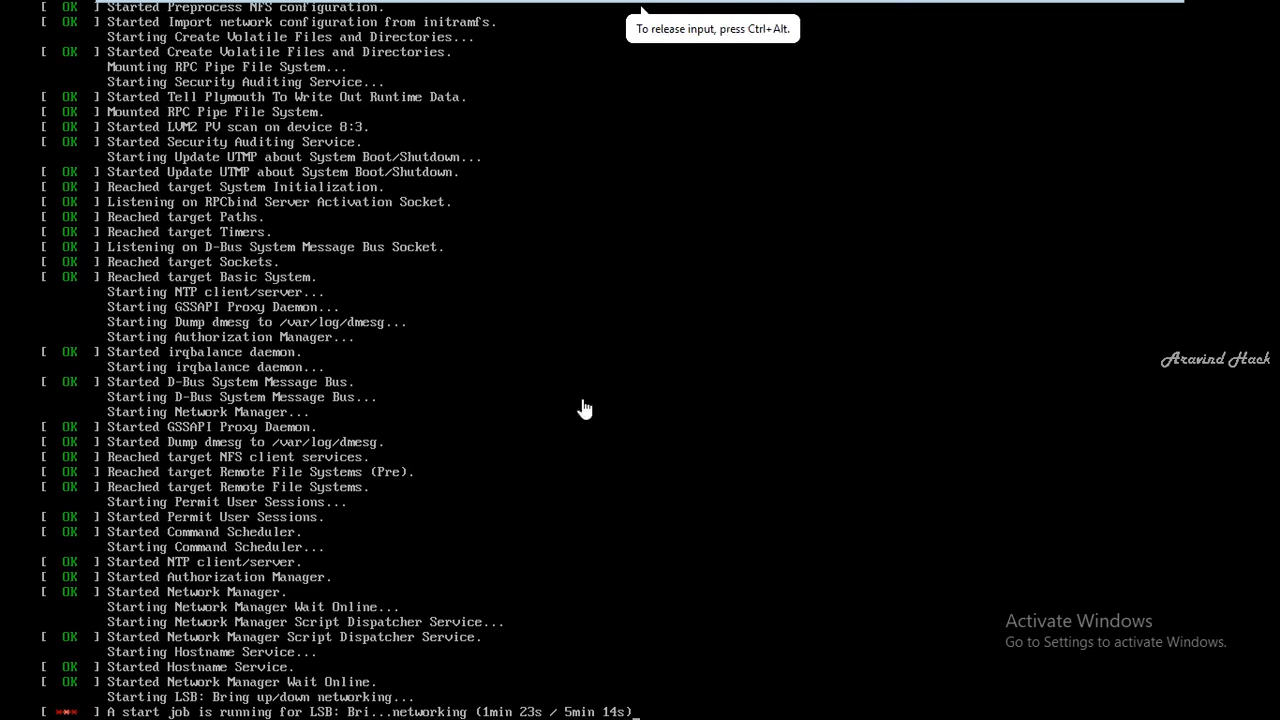 [  OK  ] Started Preprocess NFS configuration.
[  OK  ] Started Import network configuration from initramfs.
Starting Create Volatile Files and Directories...
[  OK  ] Started Create Volatile Files and Directories.
Mounting RPC Pipe File System...
Starting Security Auditing Service...
[  OK  ] Started Tell Plymouth To Write Out Runtime Data.
[  OK  ] Mounted RPC Pipe File System.
[  OK  ] Started LVM2 PV scan on device 8:3.
[  OK  ] Started Security Auditing Service.
Starting Update UTMP about System Boot/Shutdown...
[  OK  ] Started Update UTMP about System Boot/Shutdown.
[  OK  ] Reached target System Initialization.
[  OK  ] Listening on RPCbind Server Activation Socket.
[  OK  ] Reached target Paths.
[  OK  ] Reached target Timers.
[  OK  ] Listening on D-Bus System Message Bus Socket.
[  OK  ] Reached target Sockets.
[  OK  ] Reached target Basic System.
Starting NTP client/server...
Starting GSSAPI Proxy Daemon...
Starting Dump dmesg to /var/log/dmesg...
Starting Authorization Manager...
[  OK  ] Started irqbalance daemon.
Starting irqbalance daemon...
[  OK  ] Started D-Bus System Message Bus.
Starting D-Bus System Message Bus...
Starting Network Manager...
[  OK  ] Started GSSAPI Proxy Daemon.
[  OK  ] Started Dump dmesg to /var/log/dmesg.
[  OK  ] Reached target NFS client services.
[  OK  ] Reached target Remote File Systems (Pre).
[  OK  ] Reached target Remote File Systems.
Starting Permit User Sessions...
[  OK  ] Started Permit User Sessions.
[  OK  ] Started Command Scheduler.
Starting Command Scheduler...
[  OK  ] Started NTP client/server.
[  OK  ] Started Authorization Manager.
[  OK  ] Started Network Manager.
Starting Network Manager Wait Online...
Starting Network Manager Script Dispatcher Service...
[  OK  ] Started Network Manager Script Dispatcher Service.
Starting Hostname Service...
[  OK  ] Started Hostname Service.
[  OK  ] Started Network Manager Wait Online.
Starting LSB: Bring up/down networking...
[ *** ] A start job is running for LSB: Bri...networking (1min 23s / 5min 14s)_
To release input, press Ctrl+Alt.
Aravind Hack
Activate Windows
Go to Settings to activate Windows.